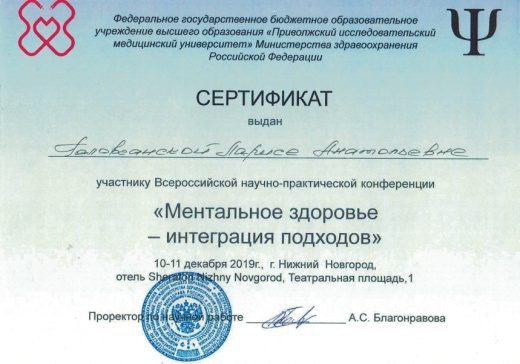 Федеральное государственное бюджетное образовательное
учреждение высшего образования «Приволжский исследовательский
медицинский университет» Министерства здравоохранения
Российской Федерации
Ψ
СЕРТИФИКАТ
выдан
Ларисе Анатольевне
участнику Всероссийской научно-практической конференции
«Ментальное здоровье
– интеграция подходов»
10-11 декабря 2019г., г. Нижний Новгород,
отель Sheraton Nizhny Novgorod, Театральная площадь,1
Проректор по научной работе А.С. Благонравова